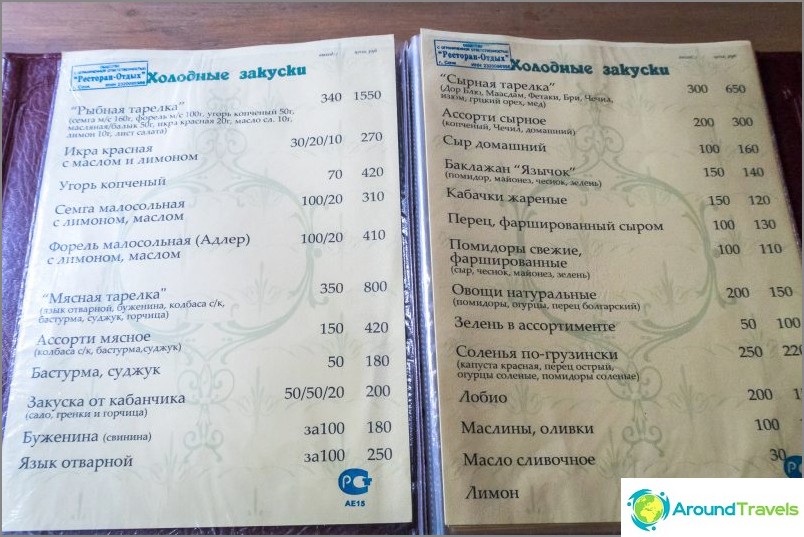 "Ресторан-Отдых"
Холодные закуски
"Рыбная тарелка" 340 1550
(семга м/с 160г, форель м/с 100г, угорь копченый 50г,
масляная/балык 50г, икра красная 20г, масло сл. 10г,
лимон 10г, лист салата)
Икра красная 30/20/10 270
с маслом и лимоном
Угорь копченый 70 420
Семга малосольная 100/20 310
с лимоном, маслом
Форель малосольная (Адлер) 100/20 410
с лимоном, маслом
"Мясная тарелка" 350 800
(язык отварной, буженина, колбаса с/к,
бастурма, суджук, горчица)
Ассорти мясное 150 420
(колбаса с/к, бастурма,суджук)
Бастурма, суджук 50 180
Закуска от кабанчика 50/50/20 200
(сало, гренки и горчица)
Буженина (свинина) за100 180
Язык отварной за100 250
АЕ15
"Ресторан-Отдых"
Холодные закуски
"Сырная тарелка" 300 650
(Дор Блю, Мааsдам, Фетаки, Бри, Чечил,
изюм, грцкий орех, мед)
Ассорти сырное 200 300
(копченый, Чечил, домашний)
Сыр домашний 100 160
Баклажан "Язычок" 150 140
(помидор, майонез, чеснок, зелень)
Кабачки жареные 150 120
Перец, фаршированный сыром 100 130
Помидоры свежие, 100 110
фаршированные
(сыр, чеснок, майонез, зелень)
Овощи натуральные 200 150
(помидоры, огурцы, перец болгарский)
Зелень в ассортименте 50 100
Соленья по-грузински 250 220
(капуста красная, перец острый,
огурцы соленые, помидоры соленые)
Лобио 200
Маслины, оливки 100
Масло сливочное 30
Лимон
AroundTravels